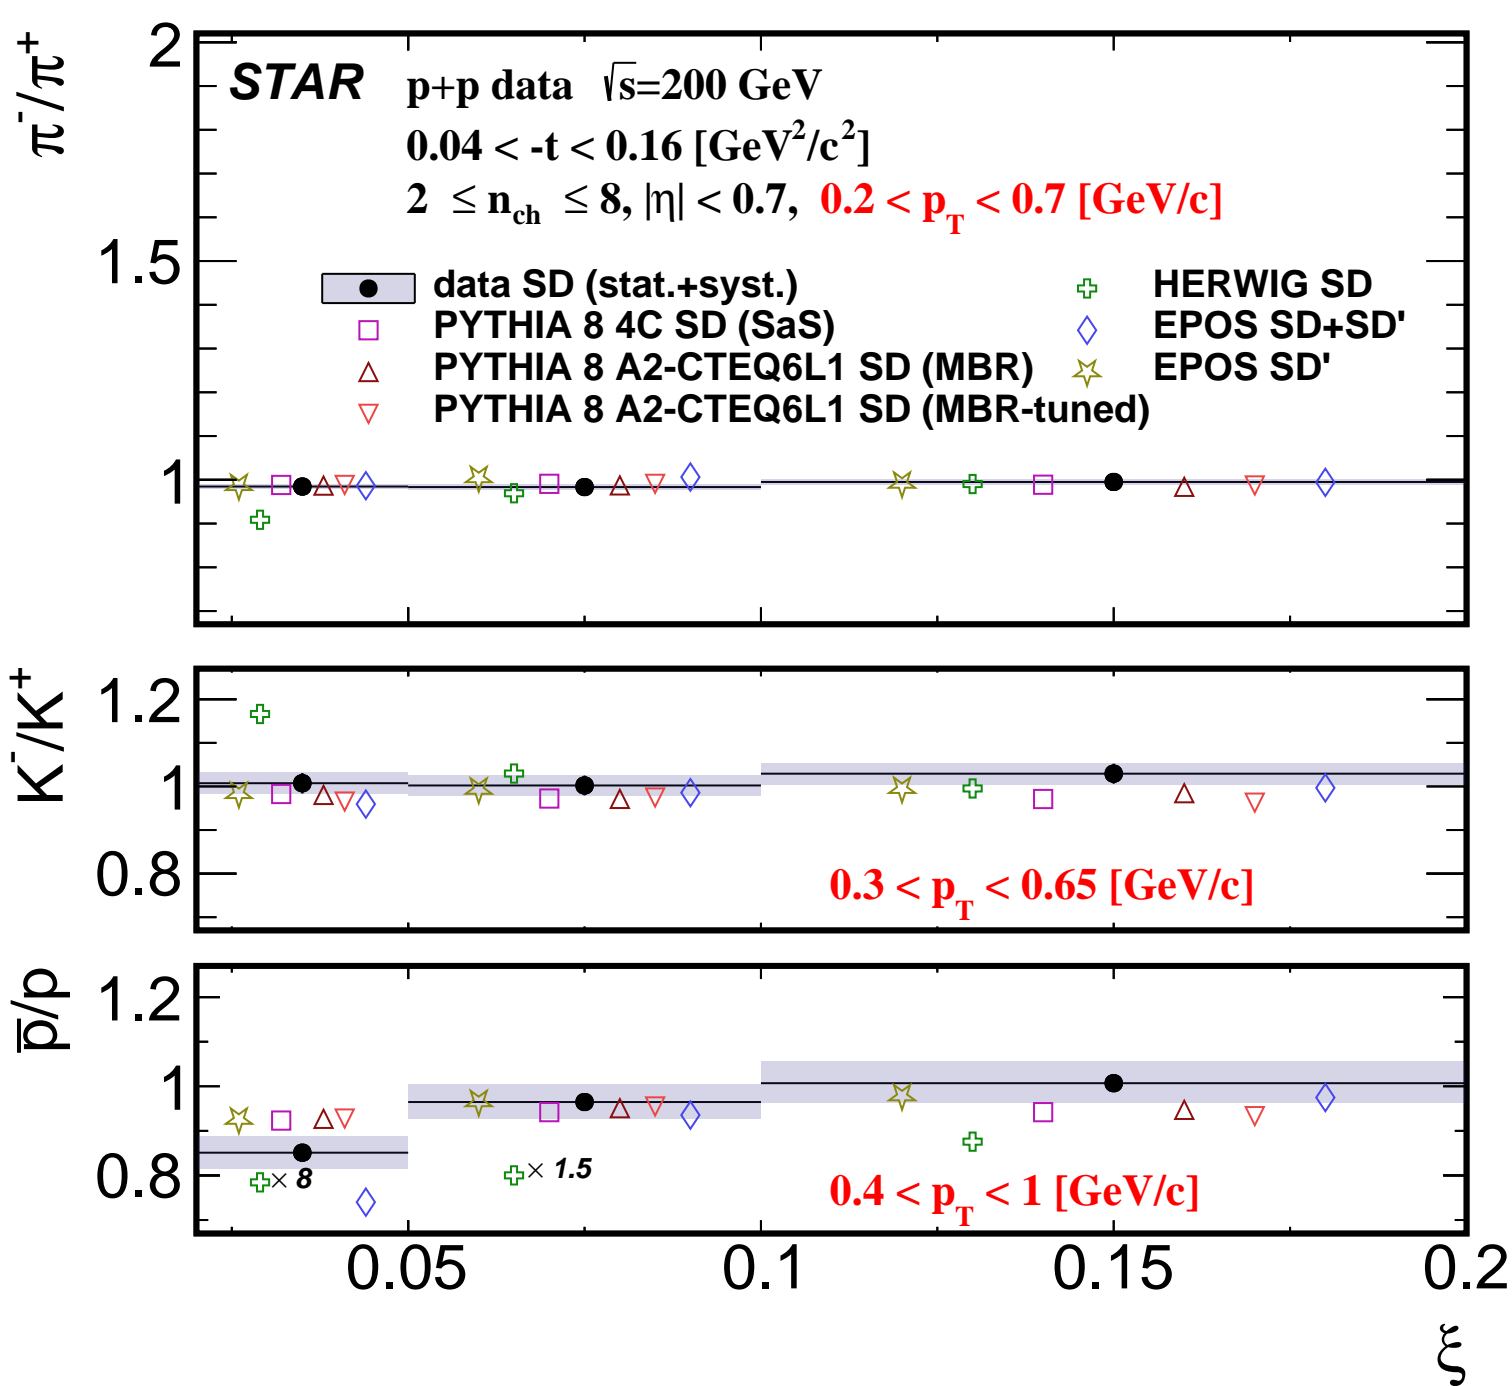 π⁻/π⁺
2
STAR p+p data √s=200 GeV
0.04 < -t < 0.16 [GeV²/c²]
2 ≤ n_ch ≤ 8, |η| < 0.7, 0.2 < p_T < 0.7 [GeV/c]
1.5
data SD (stat.+syst.)
PYTHIA 8 4C SD (SaS)
PYTHIA 8 A2-CTEQ6L1 SD (MBR)
PYTHIA 8 A2-CTEQ6L1 SD (MBR-tuned)
HERWIG SD
EPOS SD+SD'
EPOS SD'
1
K⁻/K⁺
1.2
1
0.8
0.3 < p_T < 0.65 [GeV/c]
p̅/p
1.2
1
0.8
× 8
× 1.5
0.4 < p_T < 1 [GeV/c]
0.05 0.1 0.15 0.2
ξ